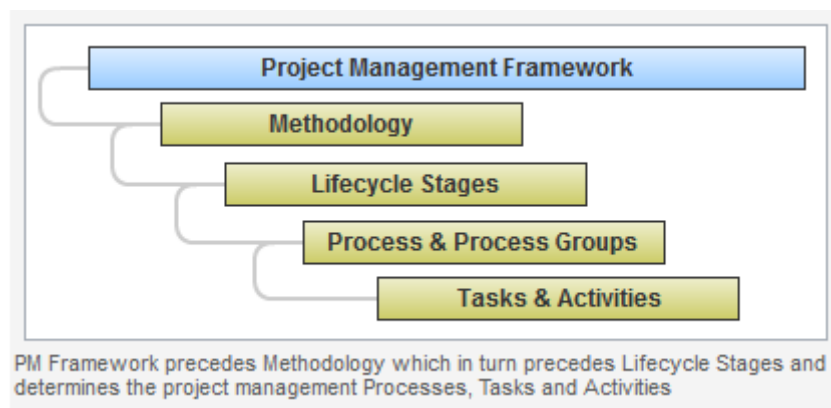 Project Management Framework
Methodology
Lifecycle Stages
Process & Process Groups
Tasks & Activities
PM Framework precedes Methodology which in turn precedes Lifecycle Stages and
determines the project management Processes, Tasks and Activities